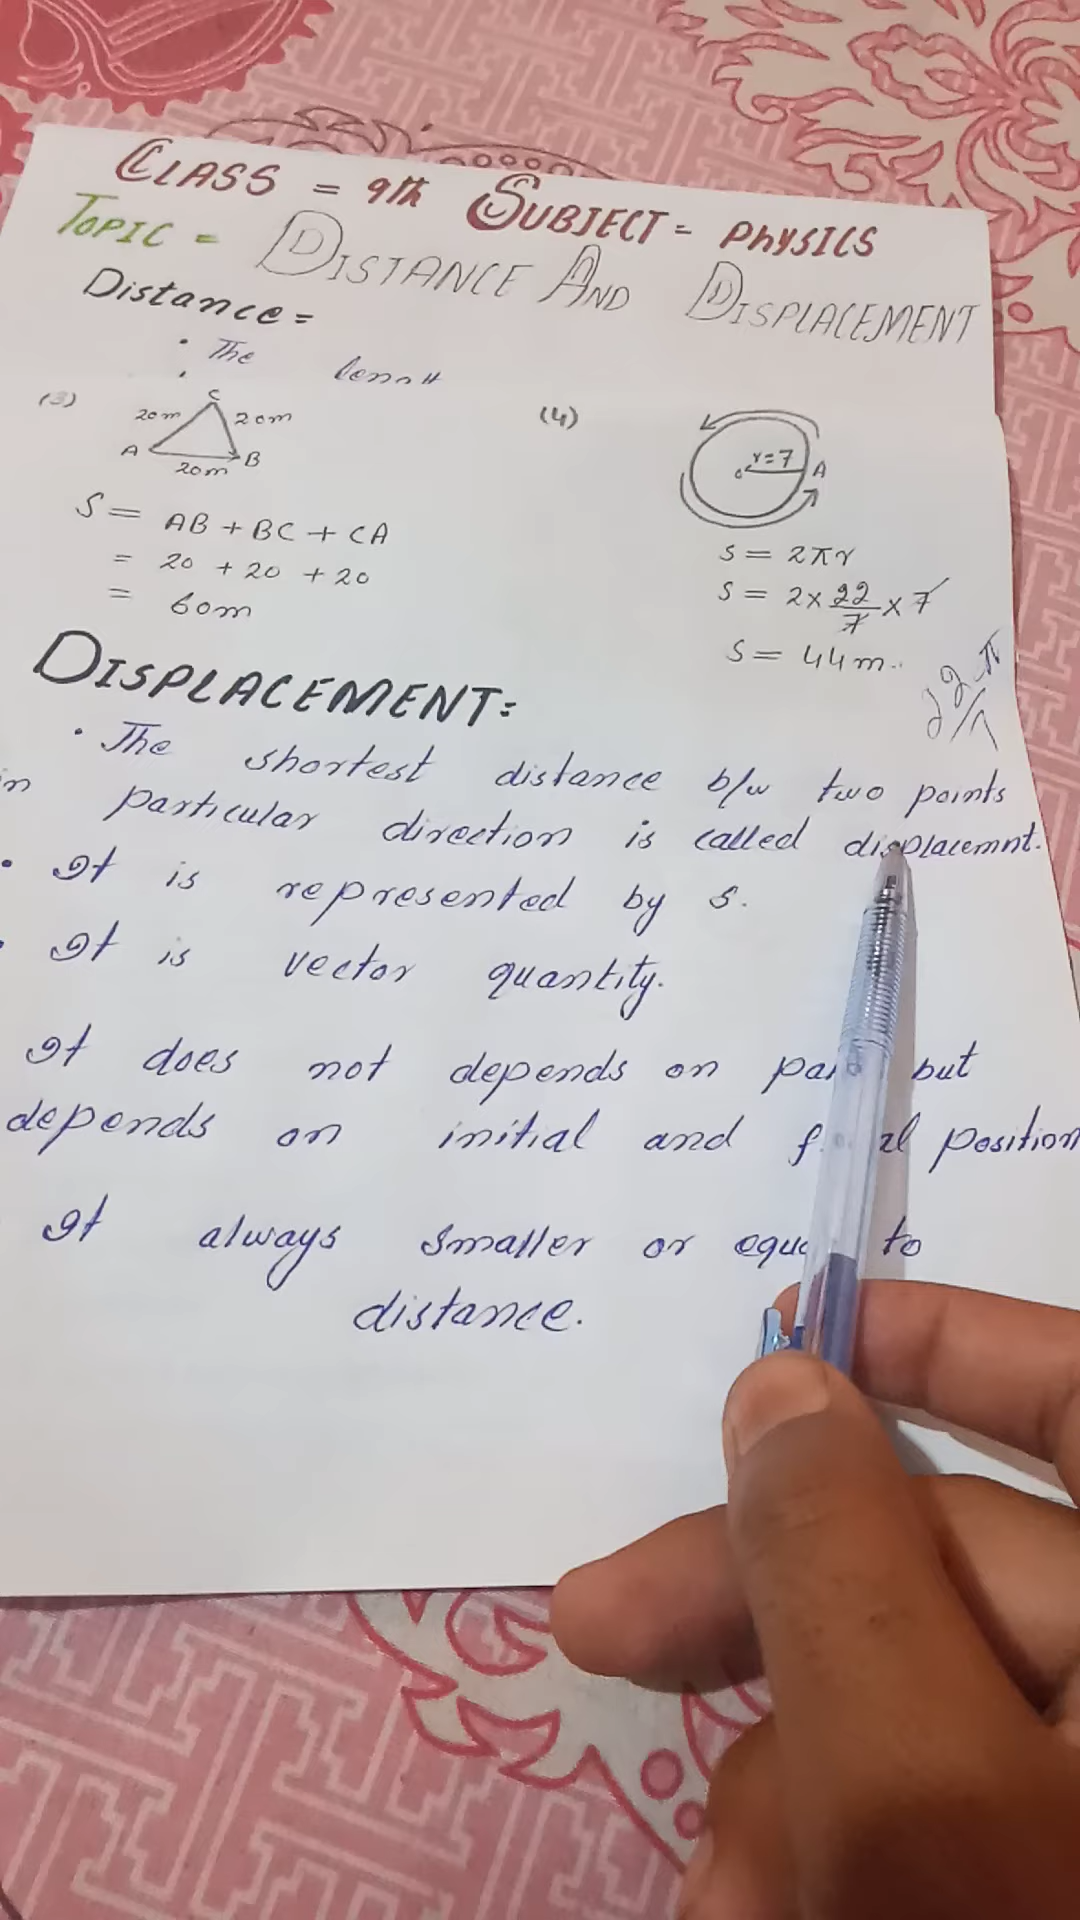 CLASS = 9th SUBJECT = PHYSICS
TOPIC = DISTANCE AND DISPLACEMENT
Distance =
• The
(3)
C
20m 20m
A B
20m
S = AB + BC + CA
= 20 + 20 + 20
= 60m
(4)
r = 7
o A
S = 2πr
S = 2 × 22/7 × 7
S = 44m.
22/7 π
DISPLACEMENT:
• The shortest distance b/w two points
in particular direction is called displacemnt.
• It is represented by s.
• It is vector quantity.
It does not depends on but
depends on initial and position
It always smaller or to
distance.